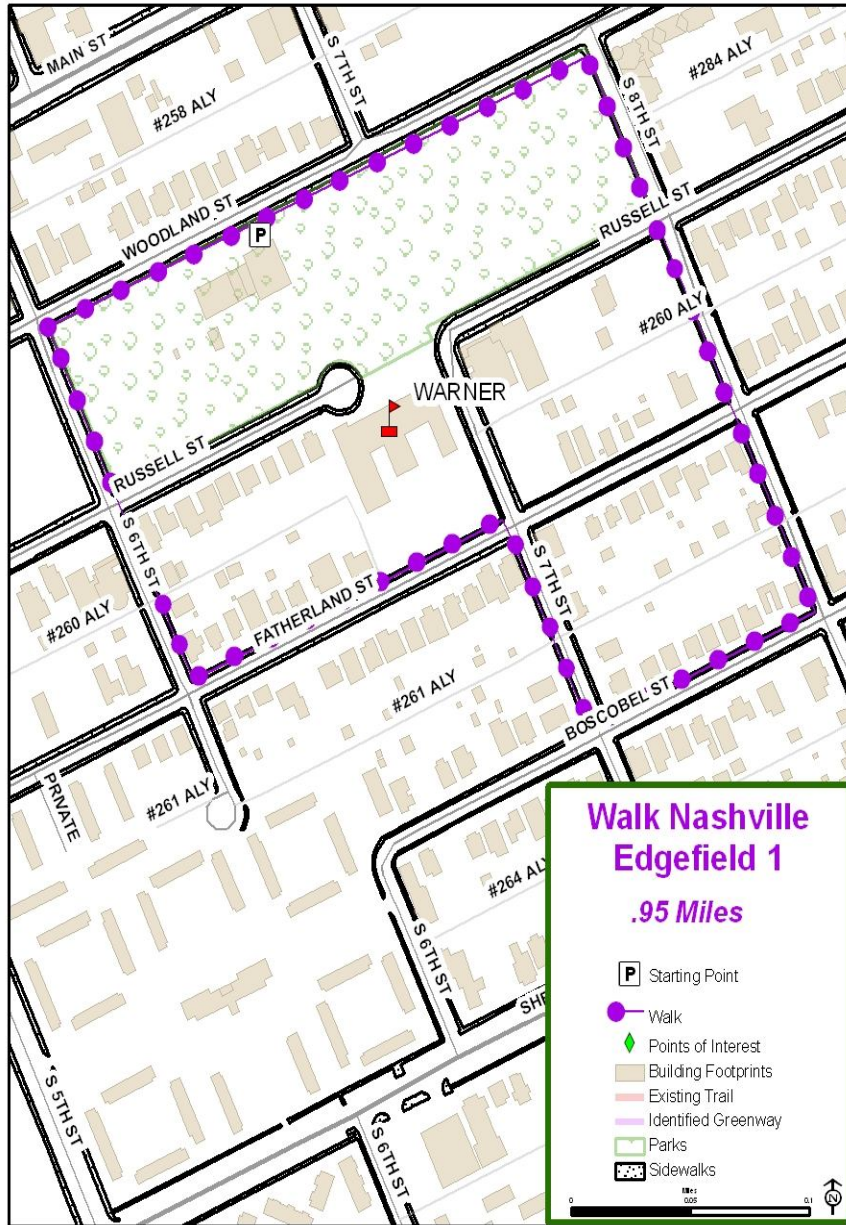 MAIN ST
S 7TH ST
#258 ALY
#284 ALY
S 8TH ST
WOODLAND ST
P
RUSSELL ST
#260 ALY
WARNER
RUSSELL ST
S 6TH ST
#260 ALY
FATHERLAND ST
S 7TH ST
#261 ALY
BOSCOBEL ST
PRIVATE
#261 ALY
#264 AL
S 6TH ST
SHE
S 5TH ST
S 6TH ST
Walk Nashville
Edgefield 1
.95 Miles
P Starting Point
Walk
Points of Interest
Building Footprints
Existing Trail
Identified Greenway
Parks
Sidewalks
Miles
0 0.05 0.1
N